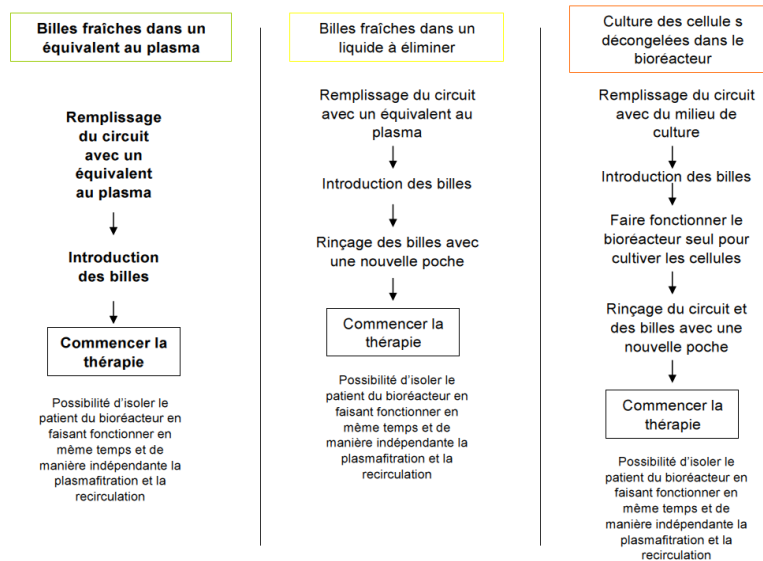 Billes fraîches dans un
équivalent au plasma
Remplissage
du circuit
avec un
équivalent
au plasma
Introduction
des billes
Commencer la
thérapie
Possibilité d'isoler le
patient du bioréacteur en
faisant fonctionner en
même temps et de
manière indépendante la
plasmafitration et la
recirculation
Billes fraîches dans un
liquide à éliminer
Remplissage du circuit
avec un équivalent au
plasma
Introduction des billes
Rinçage des billes avec
une nouvelle poche
Commencer la
thérapie
Possibilité d'isoler le
patient du bioréacteur en
faisant fonctionner en
même temps et de
manière indépendante la
plasmafitration et la
recirculation
Culture des cellule s
décongelées dans le
bioréacteur
Remplissage du circuit
avec du milieu de
culture
Introduction des billes
Faire fonctionner le
bioréacteur seul pour
cultiver les cellules
Rinçage du circuit et
des billes avec une
nouvelle poche
Commencer la
thérapie
Possibilité d'isoler le
patient du bioréacteur en
faisant fonctionner en
même temps et de
manière indépendante la
plasmafitration et la
recirculation